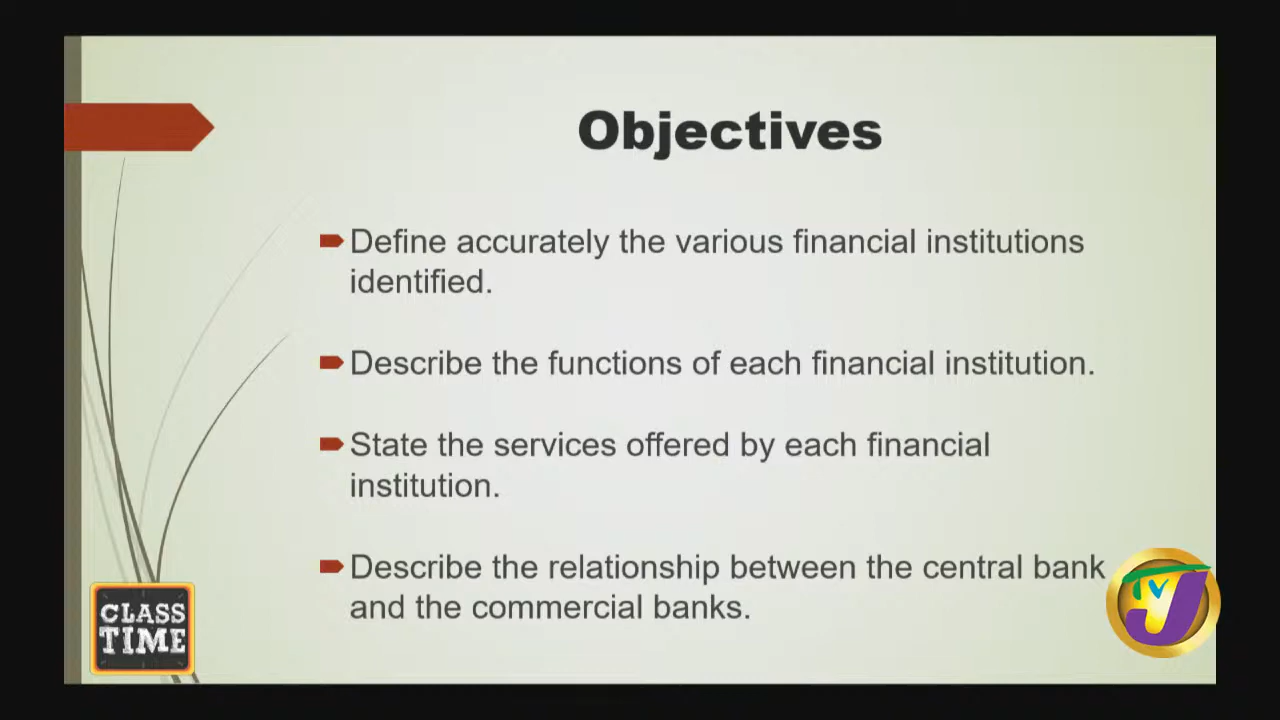 Objectives
Define accurately the various financial institutions
identified.
Describe the functions of each financial institution.
State the services offered by each financial
institution.
Describe the relationship between the central bank
and the commercial banks.
CLASS
TIME
TVJ